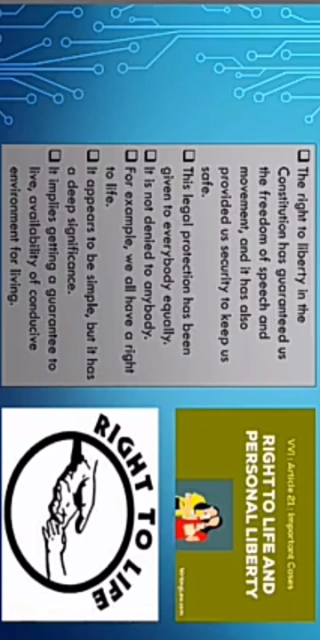 ❑ The right to liberty in the
Constitution has guaranteed us
the freedom of speech and
movement, and it has also
provided us security to keep us
safe.
❑ This legal protection has been
given to everybody equally.
❑ It is not denied to anybody.
❑ For example, we all have a right
to life.
❑ It appears to be simple, but it has
a deep significance.
❑ It implies getting a guarantee to
live, availability of conducive
environment for living.
VVI : Article 21 : Important Cases
RIGHT TO LIFE AND
PERSONAL LIBERTY
WritingLaw.com
RIGHT TO LIFE